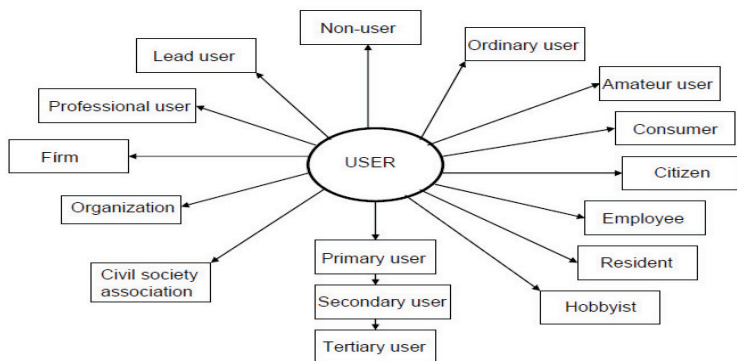 Non-user
Ordinary user
Lead user
Amateur user
Professional user
Consumer
Fírm
USER
Citizen
Organization
Employee
Primary user
Resident
Civil society
association
Secondary user
Hobbyist
Tertiary user